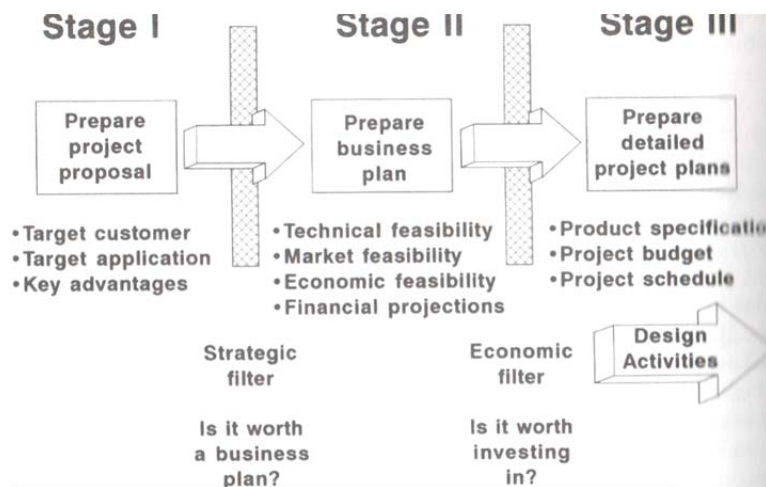 Stage I
Stage II
Stage III
Prepare
project
proposal
Prepare
business
plan
Prepare
detailed
project plans
•Target customer
•Target application
•Key advantages
•Technical feasibility
•Market feasibility
•Economic feasibility
•Financial projections
•Product specificatio
•Project budget
•Project schedule
Strategic
filter
Economic
filter
Design
Activities
Is it worth
a business
plan?
Is it worth
investing
in?